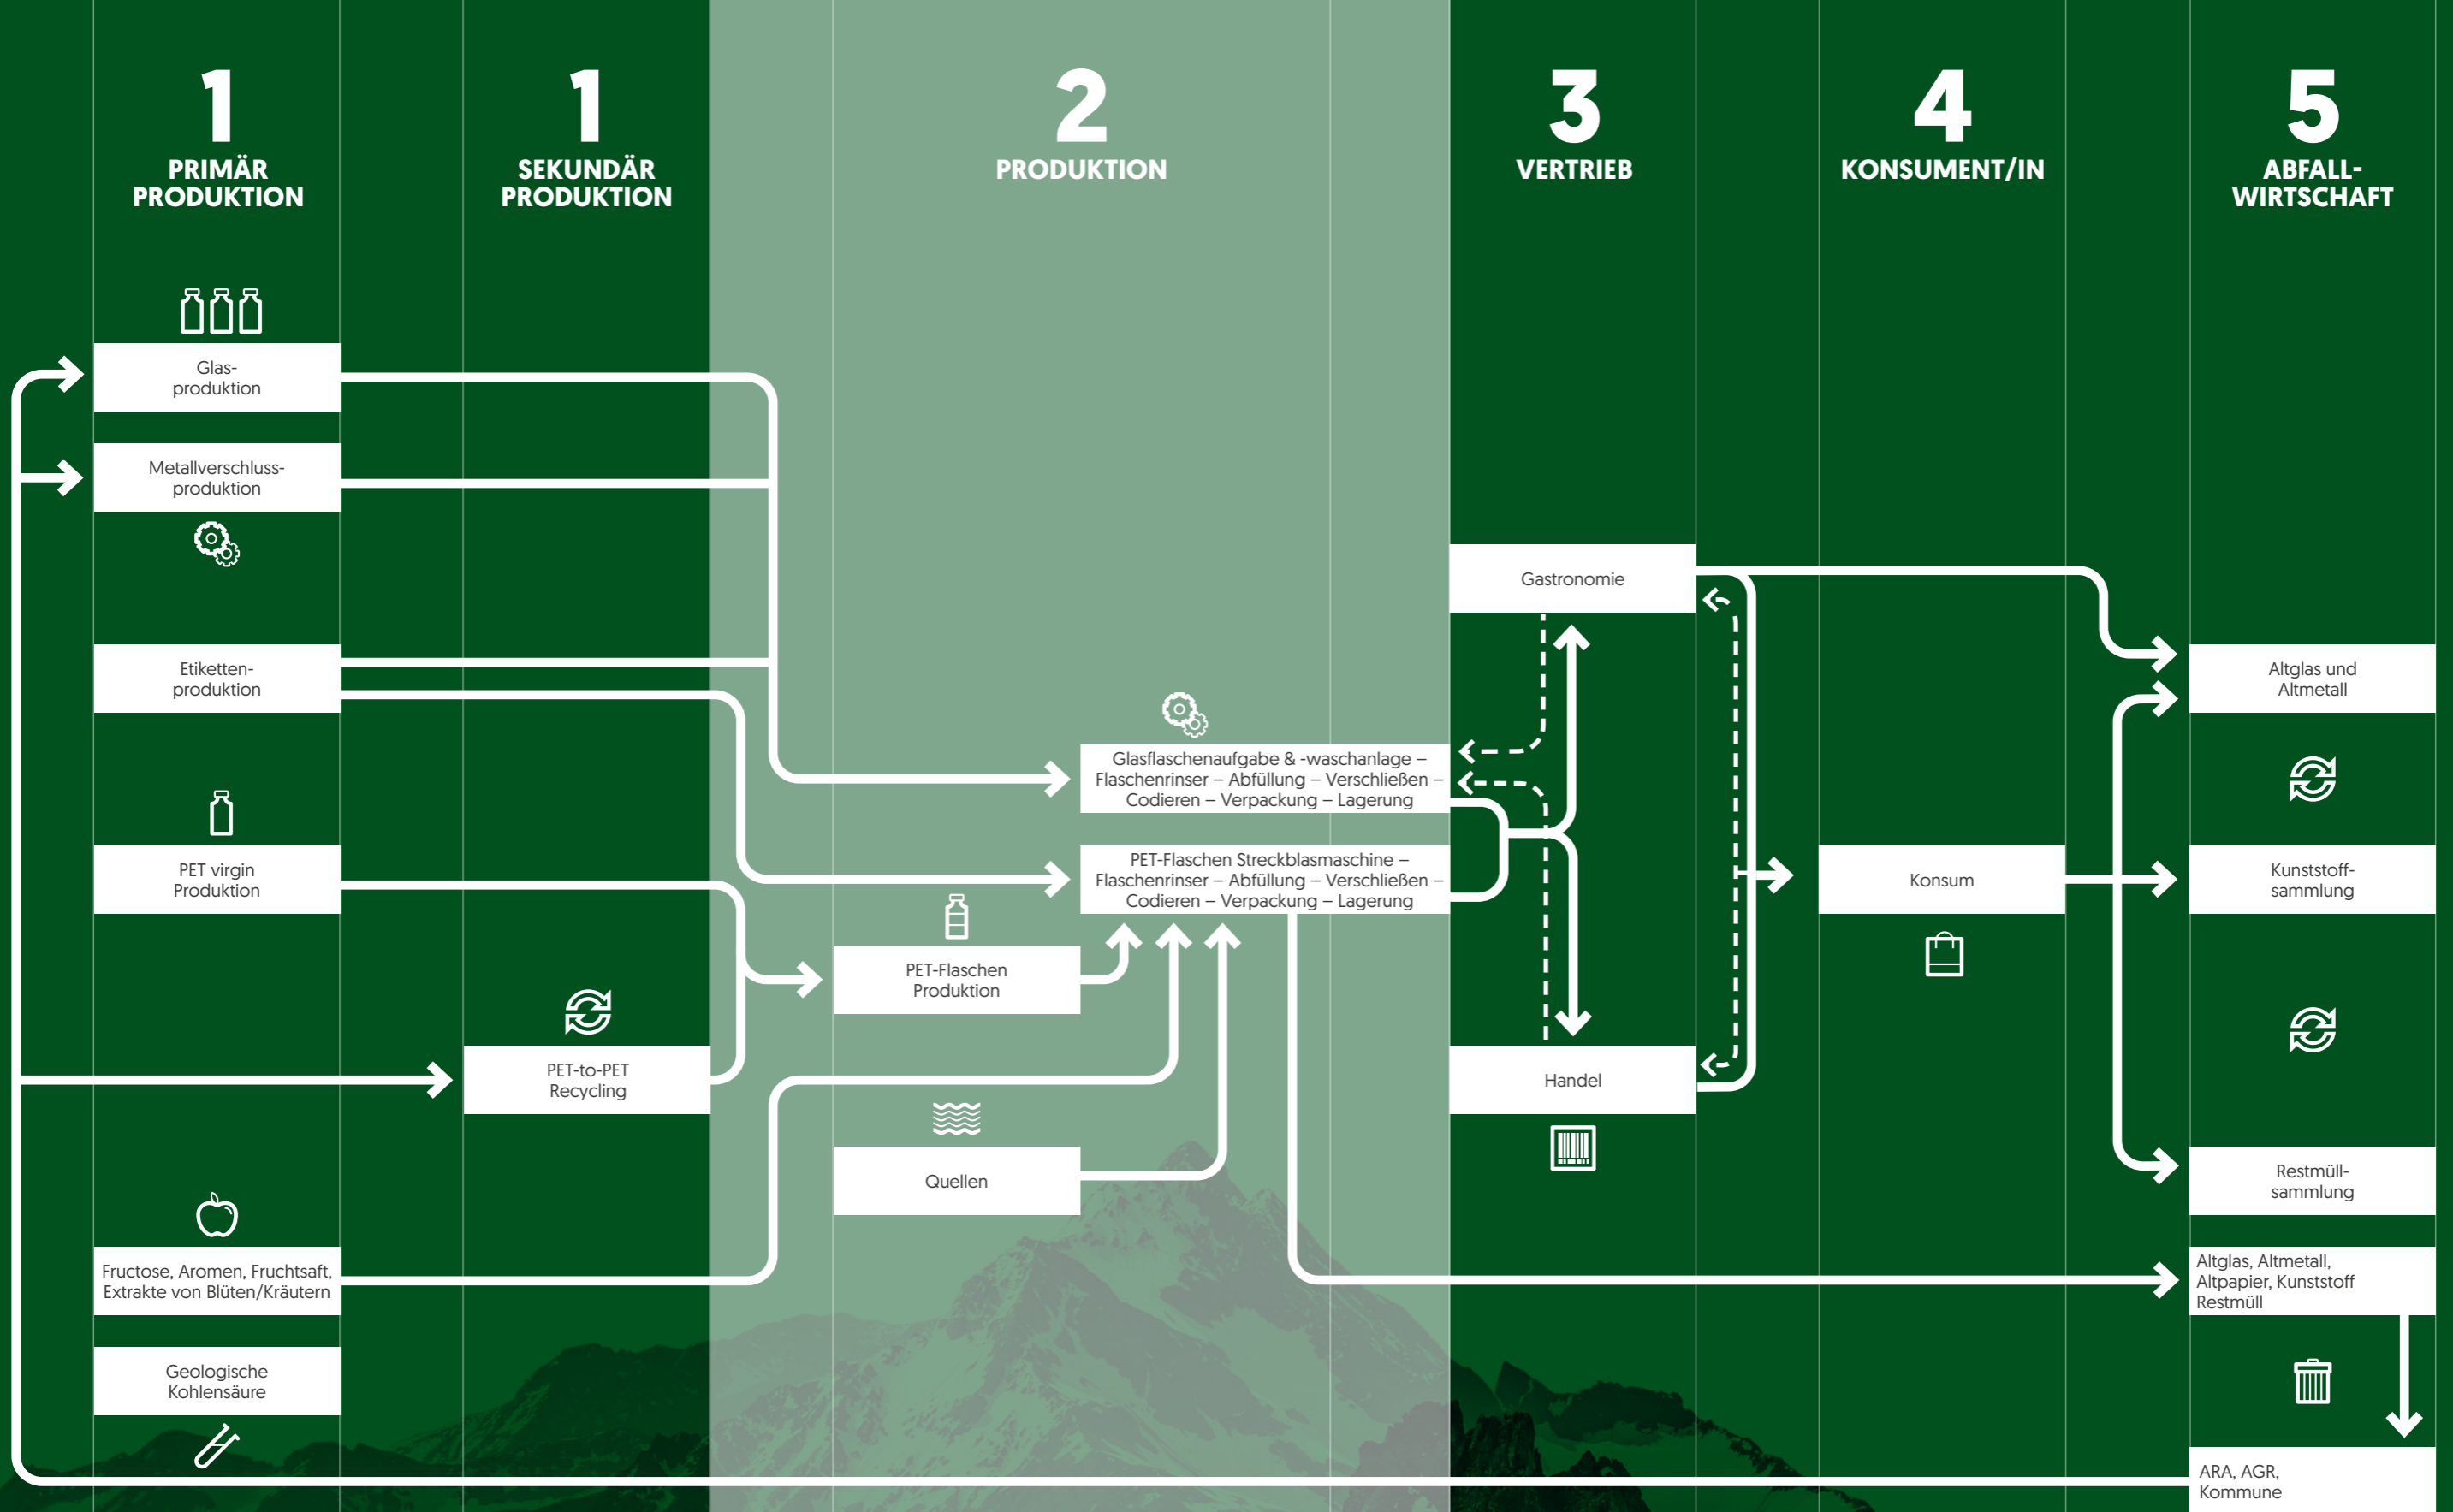 1
PRIMÄR
PRODUKTION
1
SEKUNDÄR
PRODUKTION
2
PRODUKTION
3
VERTRIEB
4
KONSUMENT/IN
5
ABFALL-
WIRTSCHAFT
Glas-
produktion
Metallverschluss-
produktion
Etiketten-
produktion
PET virgin
Produktion
Fructose, Aromen, Fruchtsaft,
Extrakte von Blüten/Kräutern
Geologische
Kohlensäure
PET-to-PET
Recycling
Glasflaschenaufgabe & -waschanlage –
Flaschenrinser – Abfüllung – Verschließen –
Codieren – Verpackung – Lagerung
PET-Flaschen Streckblasmaschine –
Flaschenrinser – Abfüllung – Verschließen –
Codieren – Verpackung – Lagerung
PET-Flaschen
Produktion
Quellen
Gastronomie
Handel
Konsum
Altglas und
Altmetall
Kunststoff-
sammlung
Restmüll-
sammlung
Altglas, Altmetall,
Altpapier, Kunststoff
Restmüll
ARA, AGR,
Kommune